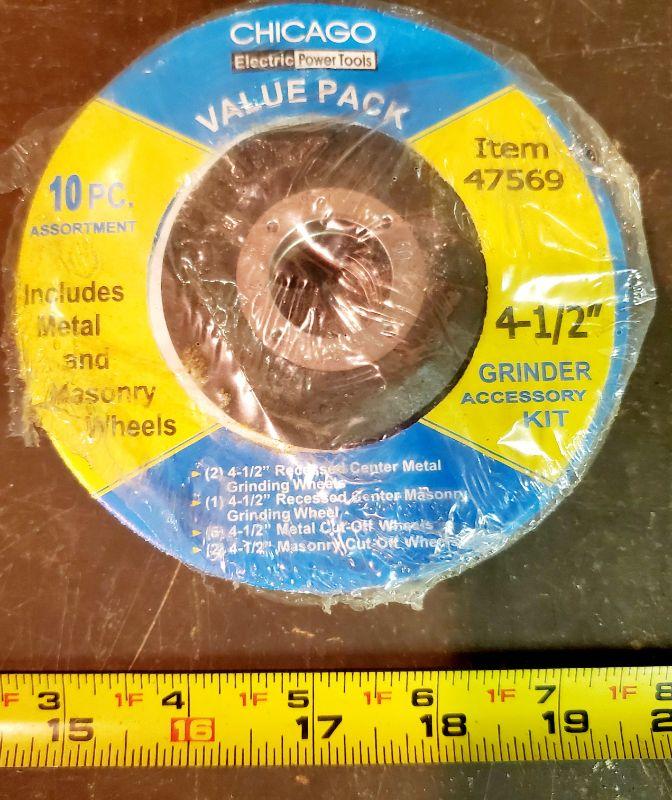 CHICAGO
Electric Power Tools
VALUE PACK
10 PC.
ASSORTMENT
Includes
Metal
and
Masonry
Wheels
Item
47569
4-1/2"
GRINDER
ACCESSORY
KIT
(2) 4-1/2" Recessed Center Metal
Grinding Wheels
(1) 4-1/2" Recessed Center Masonry
Grinding Wheel
4-1/2" Metal Cut-Off Wheels
(2) 4-1/2" Masonry Cut-Off Wheels
F 3 1F 4 1F 5 1F 6 1F 7 1F 8
15 16 17 18 19